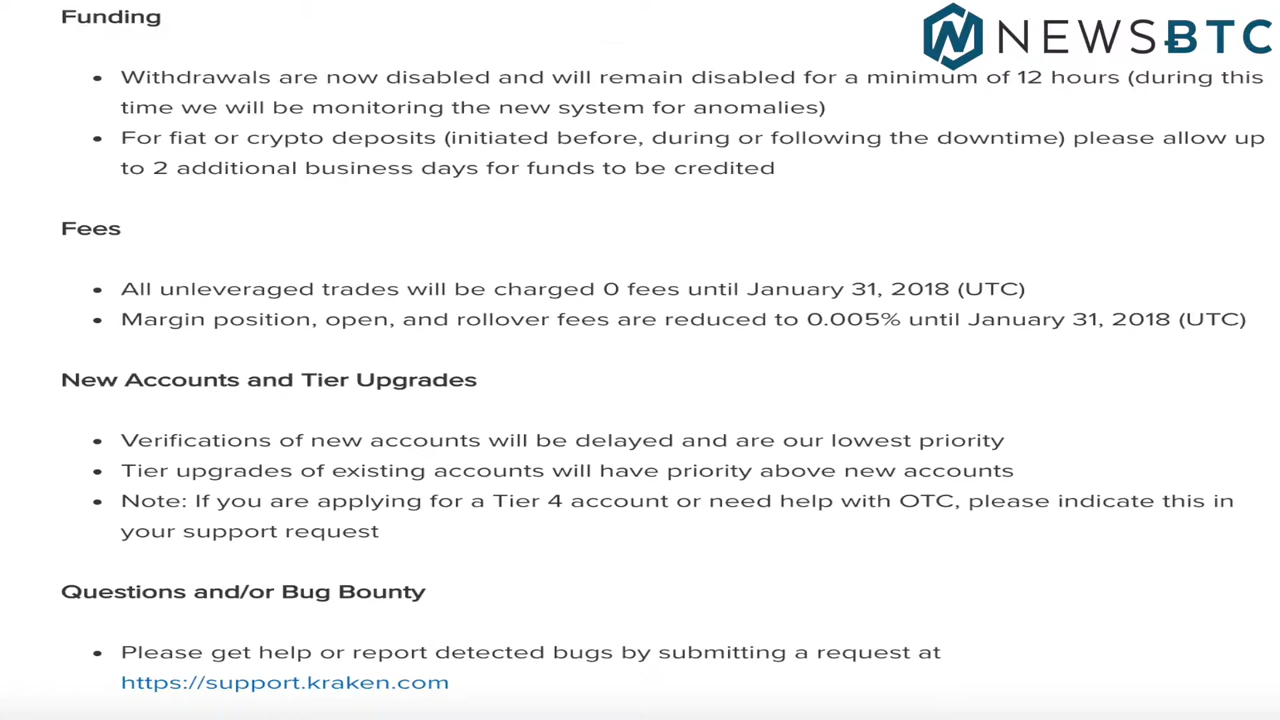 Funding
NEWSBTC
• Withdrawals are now disabled and will remain disabled for a minimum of 12 hours (during this
time we will be monitoring the new system for anomalies)
• For fiat or crypto deposits (initiated before, during or following the downtime) please allow up
to 2 additional business days for funds to be credited
Fees
• All unleveraged trades will be charged 0 fees until January 31, 2018 (UTC)
• Margin position, open, and rollover fees are reduced to 0.005% until January 31, 2018 (UTC)
New Accounts and Tier Upgrades
• Verifications of new accounts will be delayed and are our lowest priority
• Tier upgrades of existing accounts will have priority above new accounts
• Note: If you are applying for a Tier 4 account or need help with OTC, please indicate this in
your support request
Questions and/or Bug Bounty
• Please get help or report detected bugs by submitting a request at
https://support.kraken.com